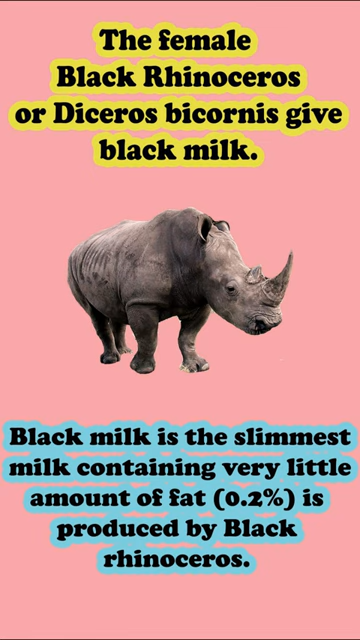 The female
Black Rhinoceros
or Diceros bicornis give
black milk.
Black milk is the slimmest
milk containing very little
amount of fat (0.2%) is
produced by Black
rhinoceros.